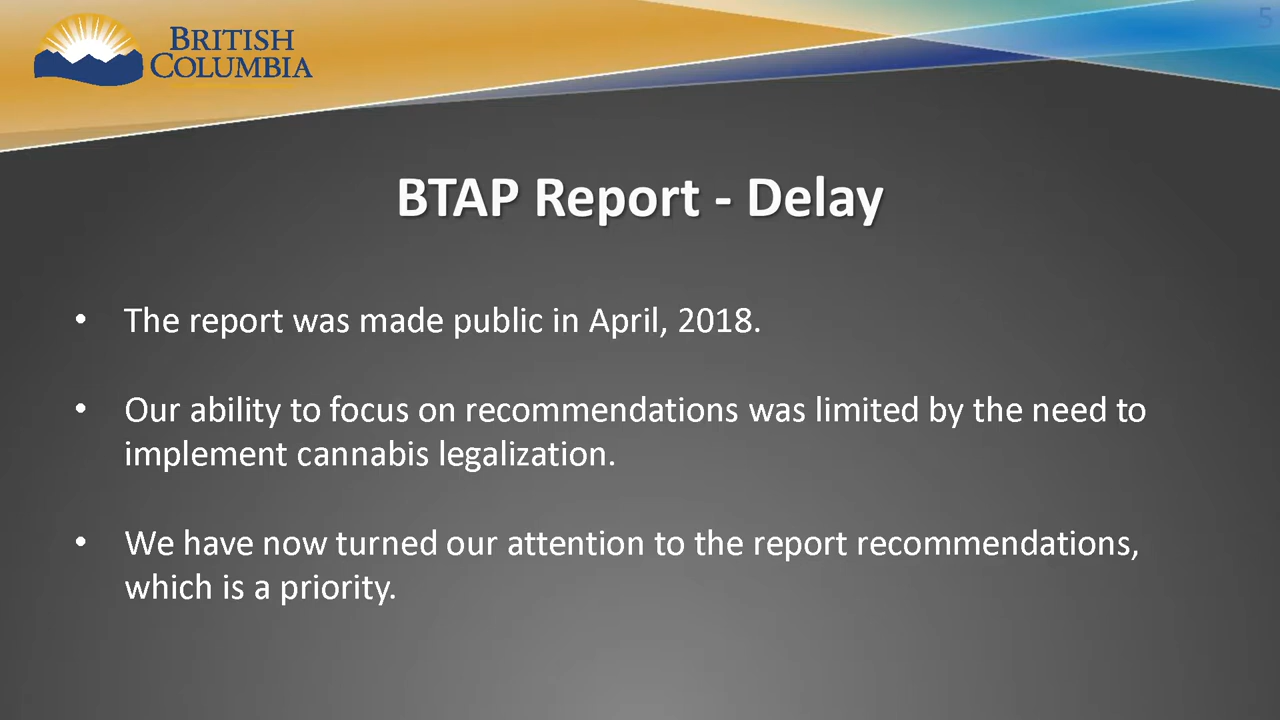 5
BRITISH
COLUMBIA
BTAP Report - Delay
• The report was made public in April, 2018.
• Our ability to focus on recommendations was limited by the need to
implement cannabis legalization.
• We have now turned our attention to the report recommendations,
which is a priority.